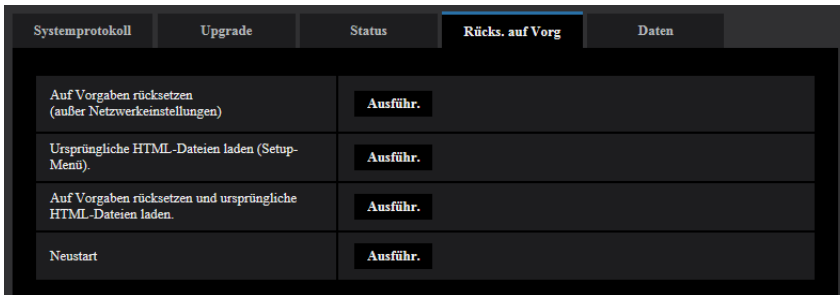 Systemprotokoll Upgrade Status Rücks. auf Vorg Daten
Auf Vorgaben rücksetzen
(außer Netzwerkeinstellungen)
Ausführ.
Ursprüngliche HTML-Dateien laden (Setup-
Menü).
Ausführ.
Auf Vorgaben rücksetzen und ursprüngliche
HTML-Dateien laden.
Ausführ.
Neustart
Ausführ.